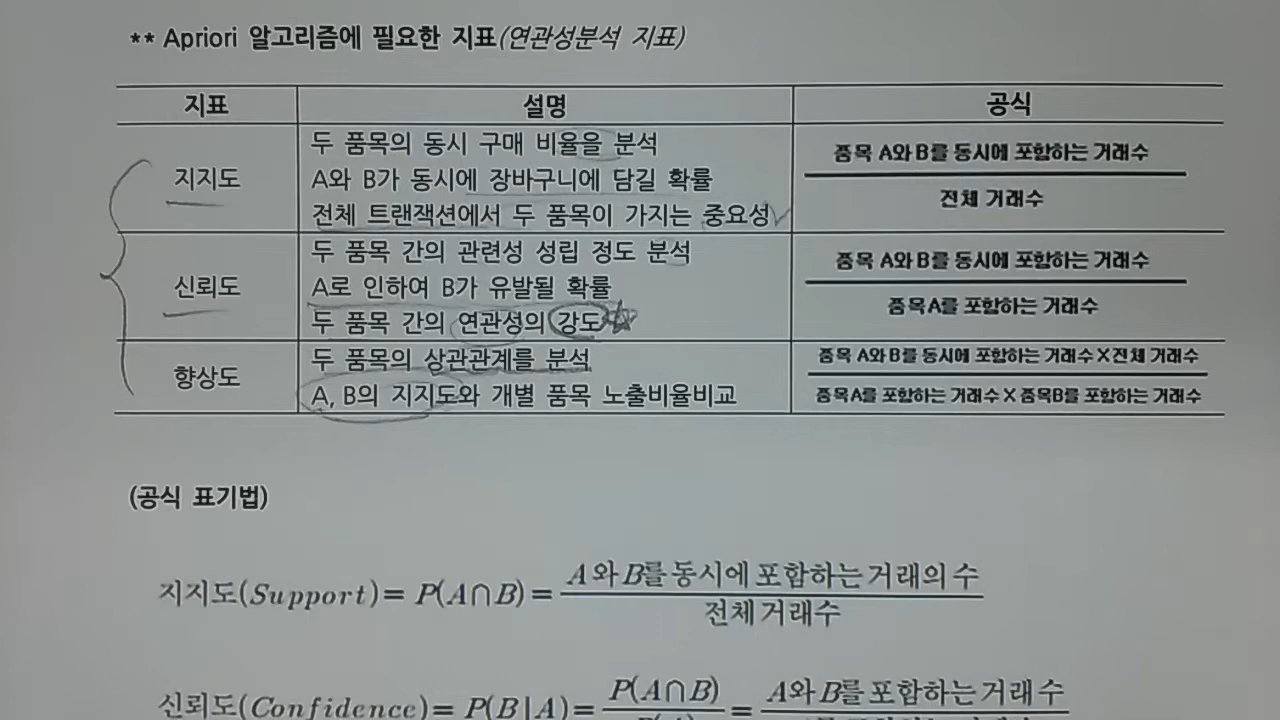 ** Apriori 알고리즘에 필요한 지표(연관성분석 지표)
지표 설명 공식
지지도
두 품목의 동시 구매 비율을 분석
A와 B가 동시에 장바구니에 담길 확률
전체 트랜잭션에서 두 품목이 가지는 중요성
품목 A와 B를 동시에 포함하는 거래수
전체 거래수
신뢰도
두 품목 간의 관련성 성립 정도 분석
A로 인하여 B가 유발될 확률
두 품목 간의 연관성의 강도
품목 A와 B를 동시에 포함하는 거래수
품목A를 포함하는 거래수
향상도
두 품목의 상관관계를 분석
A, B의 지지도와 개별 품목 노출비율비교
품목 A와 B를 동시에 포함하는 거래수 X 전체 거래수
품목A를 포함하는 거래수 X 품목B를 포함하는 거래수
(공식 표기법)
지지도(Support)= P(A∩B)= A와 B를 동시에 포함하는 거래의 수
전체 거래수
신뢰도(Confidence)= P(B|A)= P(A∩B) = A와 B를 포함하는 거래수